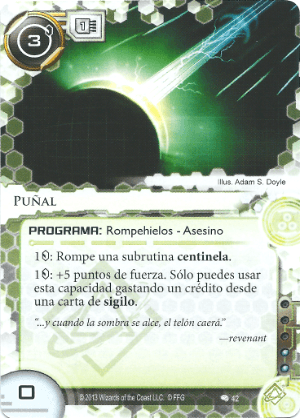 3
1
Illus. Adam S. Doyle
PUÑAL
PROGRAMA: Rompehielos - Asesino
1: Rompe una subrutina centinela.
1: +5 puntos de fuerza. Sólo puedes usar
esta capacidad gastando un crédito desde
una carta de sigilo.
“...y cuando la sombra se alce, el telón caerá.”
—revenant
0
© 2013 Wizards of the Coast LLC. © FFG
42